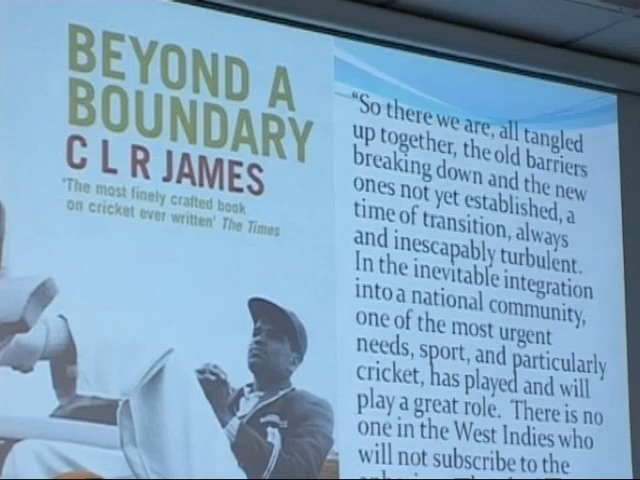 BEYOND A
BOUNDARY
C L R JAMES
'The most finely crafted book
on cricket ever written' The Times
“So there we are, all tangled
up together, the old barriers
breaking down and the new
ones not yet established, a
time of transition, always
and inescapably turbulent.
In the inevitable integration
into a national community,
one of the most urgent
needs, sport, and particularly
cricket, has played and will
play a great role. There is no
one in the West Indies who
will not subscribe to the